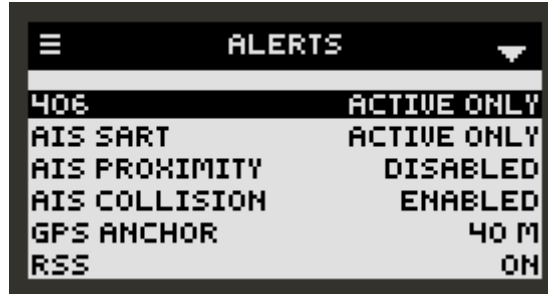 ALERTS
406 ACTIVE ONLY
AIS SART ACTIVE ONLY
AIS PROXIMITY DISABLED
AIS COLLISION ENABLED
GPS ANCHOR 40 M
RSS ON